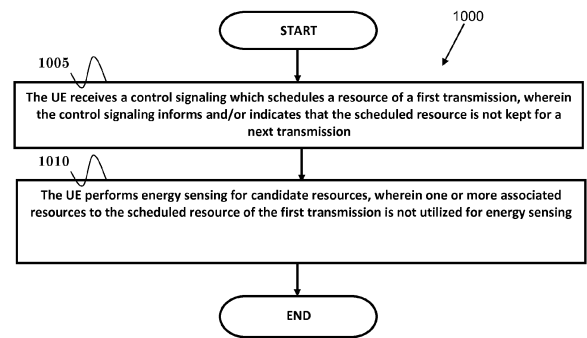 START
1000
1005
The UE receives a control signaling which schedules a resource of a first transmission, wherein
the control signaling informs and/or indicates that the scheduled resource is not kept for a
next transmission
1010
The UE performs energy sensing for candidate resources, wherein one or more associated
resources to the scheduled resource of the first transmission is not utilized for energy sensing
END